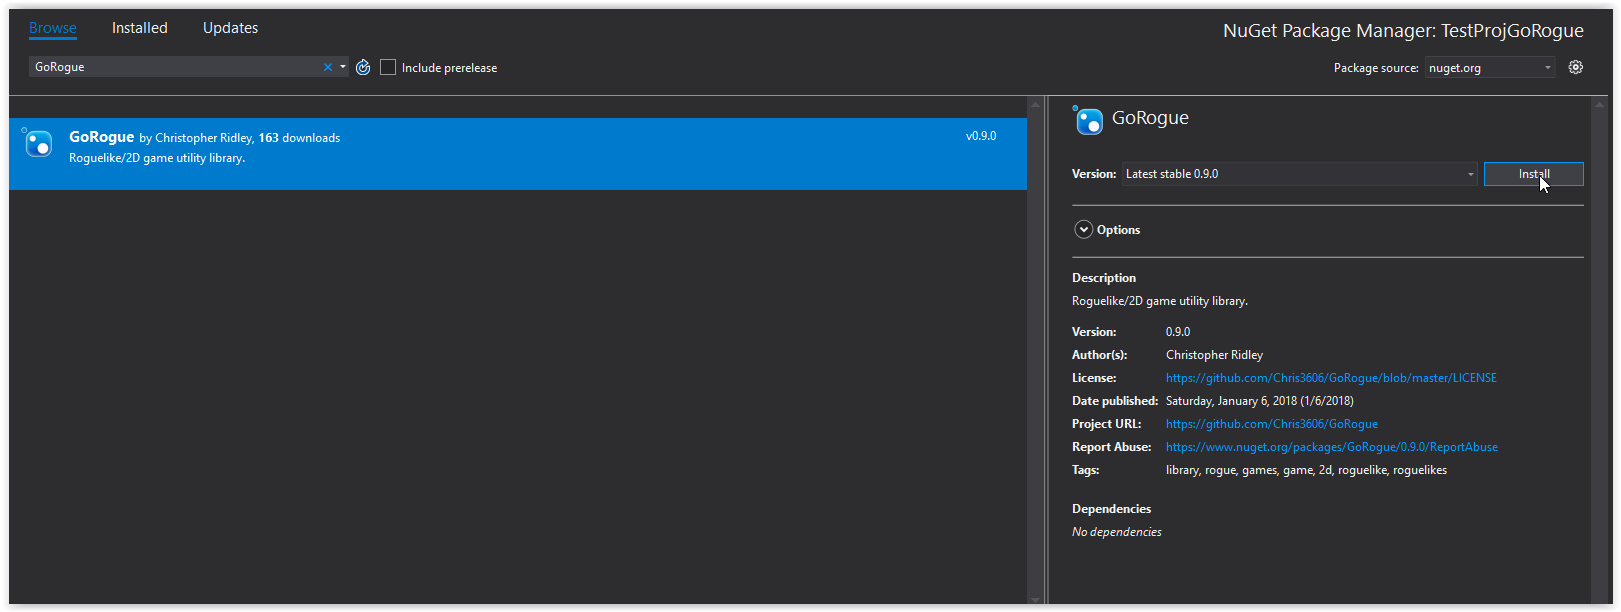 Browse Installed Updates
NuGet Package Manager: TestProjGoRogue
GoRogue
Include prerelease
Package source: nuget.org
GoRogue by Christopher Ridley, 163 downloads
v0.9.0
Roguelike/2D game utility library.
GoRogue
Version: Latest stable 0.9.0
Install
Options
Description
Roguelike/2D game utility library.
Version: 0.9.0
Author(s): Christopher Ridley
License: https://github.com/Chris3606/GoRogue/blob/master/LICENSE
Date published: Saturday, January 6, 2018 (1/6/2018)
Project URL: https://github.com/Chris3606/GoRogue
Report Abuse: https://www.nuget.org/packages/GoRogue/0.9.0/ReportAbuse
Tags: library, rogue, games, game, 2d, roguelike, roguelikes
Dependencies
No dependencies